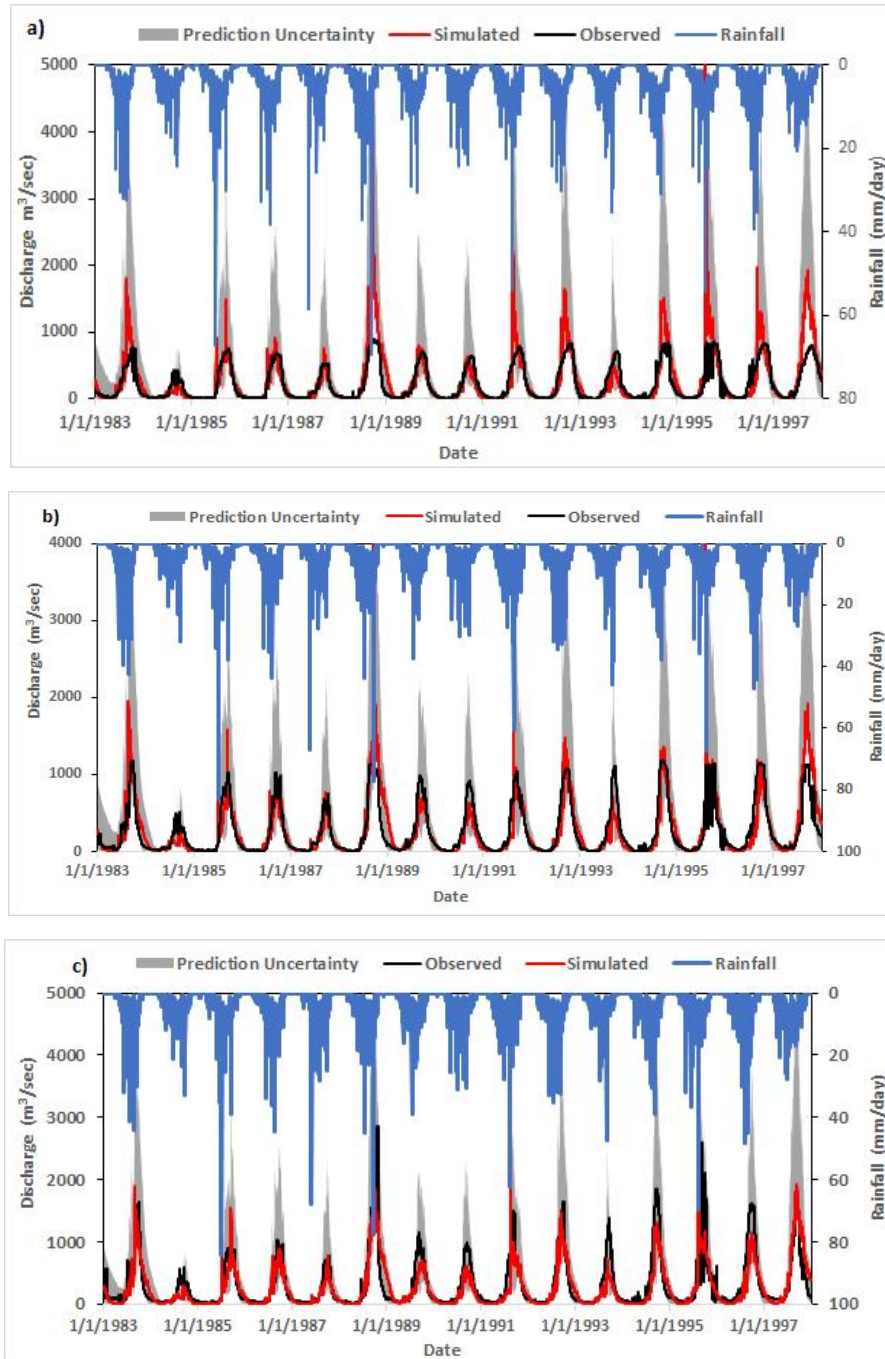 a)
Prediction Uncertainty Simulated Observed Rainfall
5000 0
4000 20
3000
2000 40
1000 60
0 80
Discharge m³/sec)
Rainfall (mm/day)
1/1/1983 1/1/1985 1/1/1987 1/1/1989 1/1/1991 1/1/1993 1/1/1995 1/1/1997
Date
b)
Prediction Uncertainty Simulated Observed Rainfall
4000 0
3000 20
2000 40
60
1000 80
0 100
Discharge (m³/sec)
Rainfall (mm/day)
1/1/1983 1/1/1985 1/1/1987 1/1/1989 1/1/1991 1/1/1993 1/1/1995 1/1/1997
Date
c)
Prediction Uncertainty Observed Simulated Rainfall
5000 0
4000 20
3000 40
2000 60
1000 80
0 100
Discharge (m³/sec)
Rainfall (mm/day)
1/1/1983 1/1/1985 1/1/1987 1/1/1989 1/1/1991 1/1/1993 1/1/1995 1/1/1997
Date